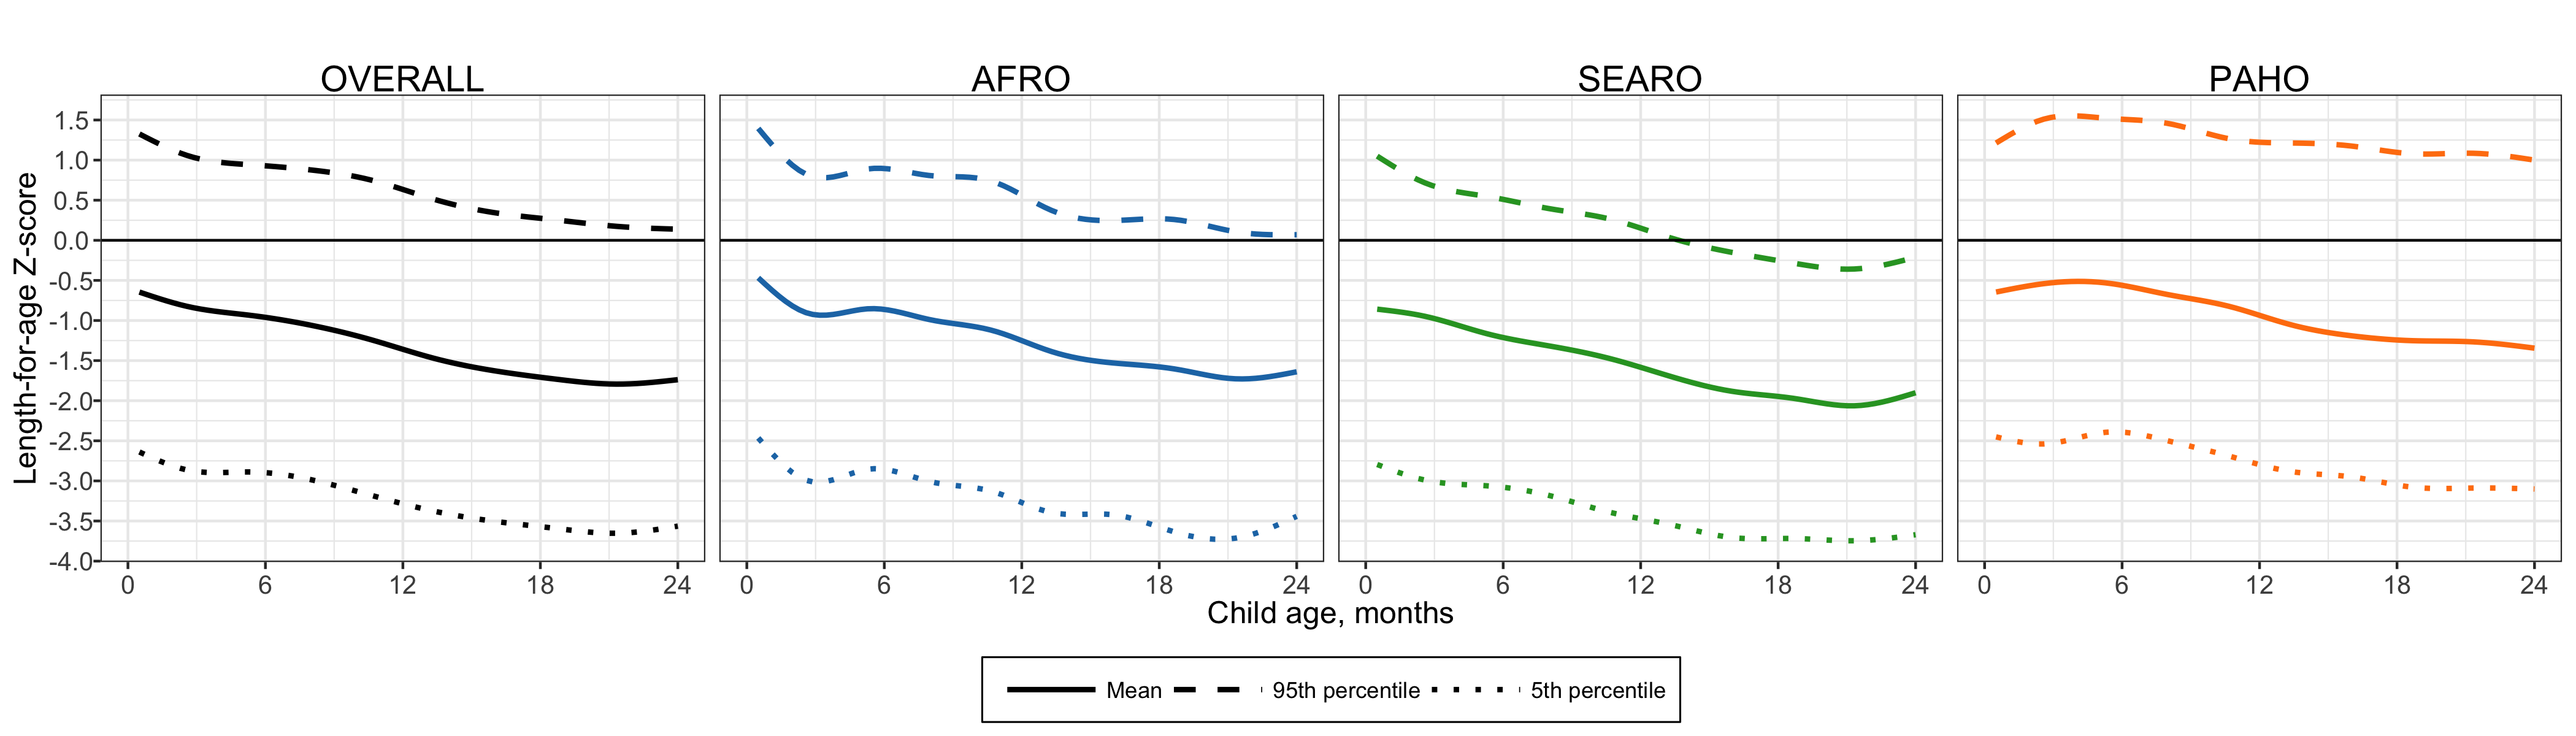 OVERALL AFRO SEARO PAHO
Length-for-age Z-score
1.5
1.0
0.5
0.0
-0.5
-1.0
-1.5
-2.0
-2.5
-3.0
-3.5
-4.0
0 6 12 18 24 0 6 12 18 24 0 6 12 18 24 0 6 12 18 24
Child age, months
Mean 95th percentile 5th percentile